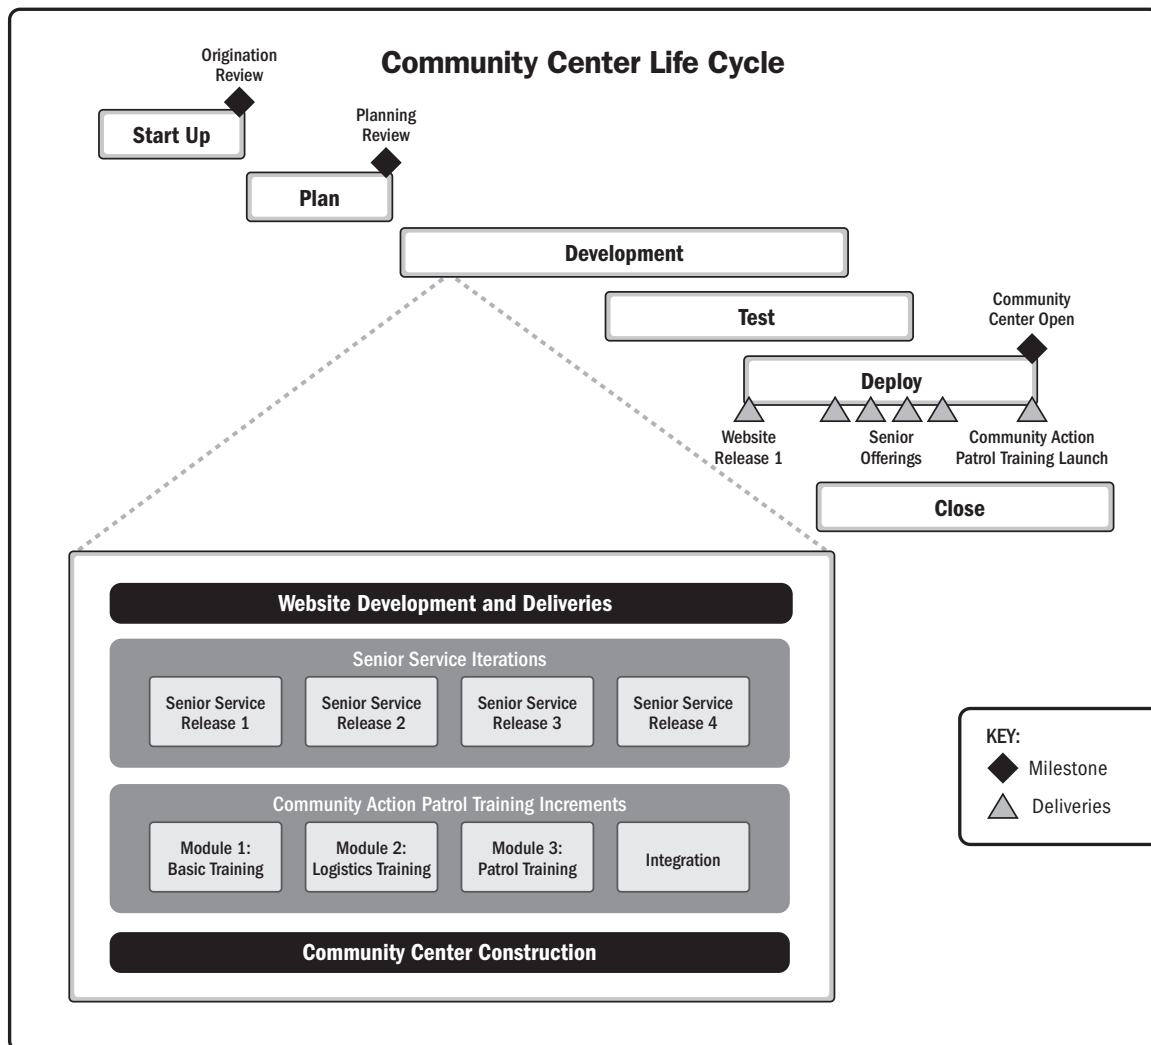 Community Center Life Cycle
Origination
Review
Start Up
Planning
Review
Plan
Development
Test
Community
Center Open
Deploy
Website
Release 1
Senior
Offerings
Community Action
Patrol Training Launch
Close
Website Development and Deliveries
Senior Service Iterations
Senior Service
Release 1
Senior Service
Release 2
Senior Service
Release 3
Senior Service
Release 4
Community Action Patrol Training Increments
Module 1:
Basic Training
Module 2:
Logistics Training
Module 3:
Patrol Training
Integration
Community Center Construction
KEY:
Milestone
Deliveries